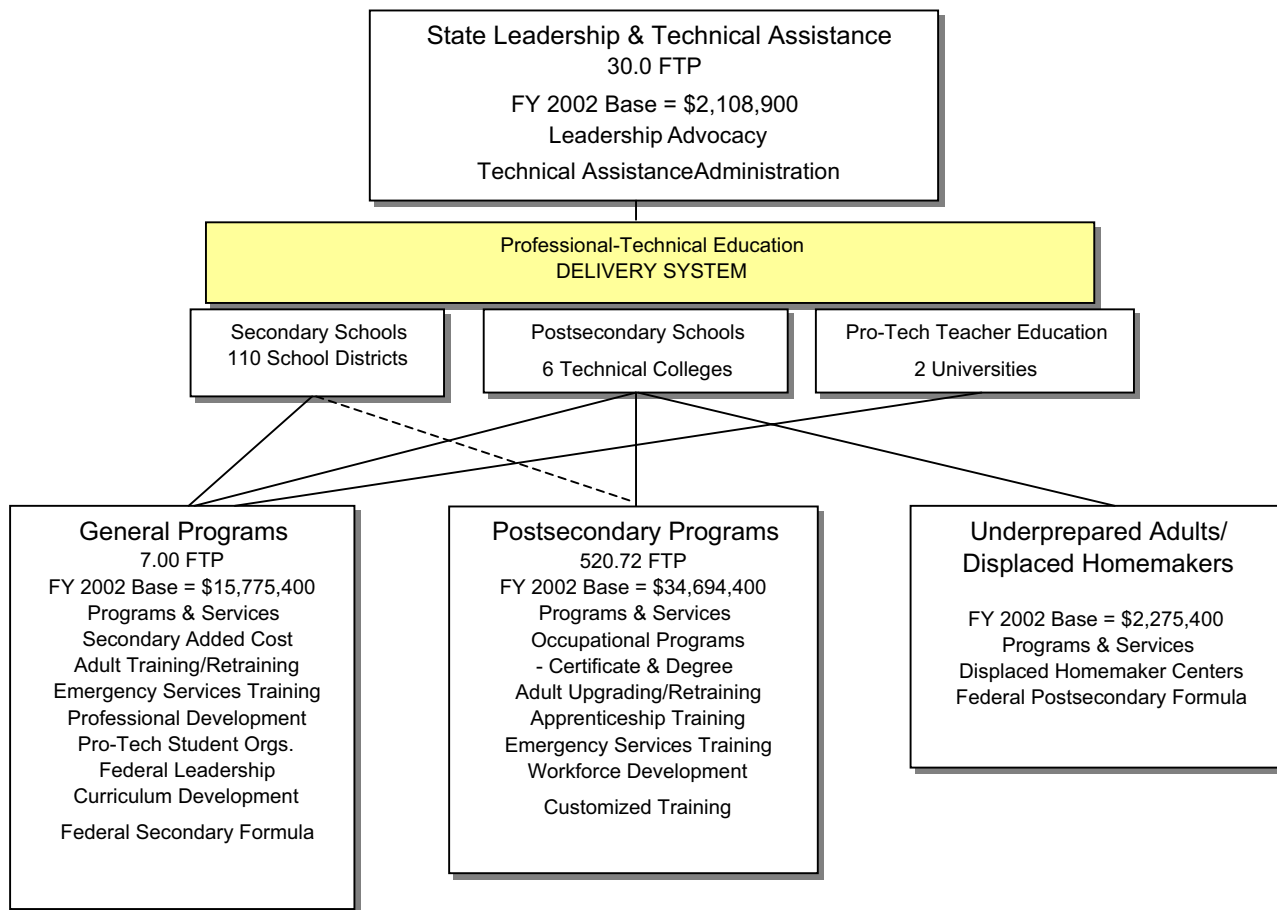 State Leadership & Technical Assistance
30.0 FTP
FY 2002 Base = $2,108,900
Leadership Advocacy
Technical AssistanceAdministration
Professional-Technical Education
DELIVERY SYSTEM
Secondary Schools
110 School Districts
Postsecondary Schools
6 Technical Colleges
Pro-Tech Teacher Education
2 Universities
General Programs
7.00 FTP
FY 2002 Base = $15,775,400
Programs & Services
Secondary Added Cost
Adult Training/Retraining
Emergency Services Training
Professional Development
Pro-Tech Student Orgs.
Federal Leadership
Curriculum Development
Federal Secondary Formula
Postsecondary Programs
520.72 FTP
FY 2002 Base = $34,694,400
Programs & Services
Occupational Programs
- Certificate & Degree
Adult Upgrading/Retraining
Apprenticeship Training
Emergency Services Training
Workforce Development
Customized Training
Underprepared Adults/
Displaced Homemakers
FY 2002 Base = $2,275,400
Programs & Services
Displaced Homemaker Centers
Federal Postsecondary Formula